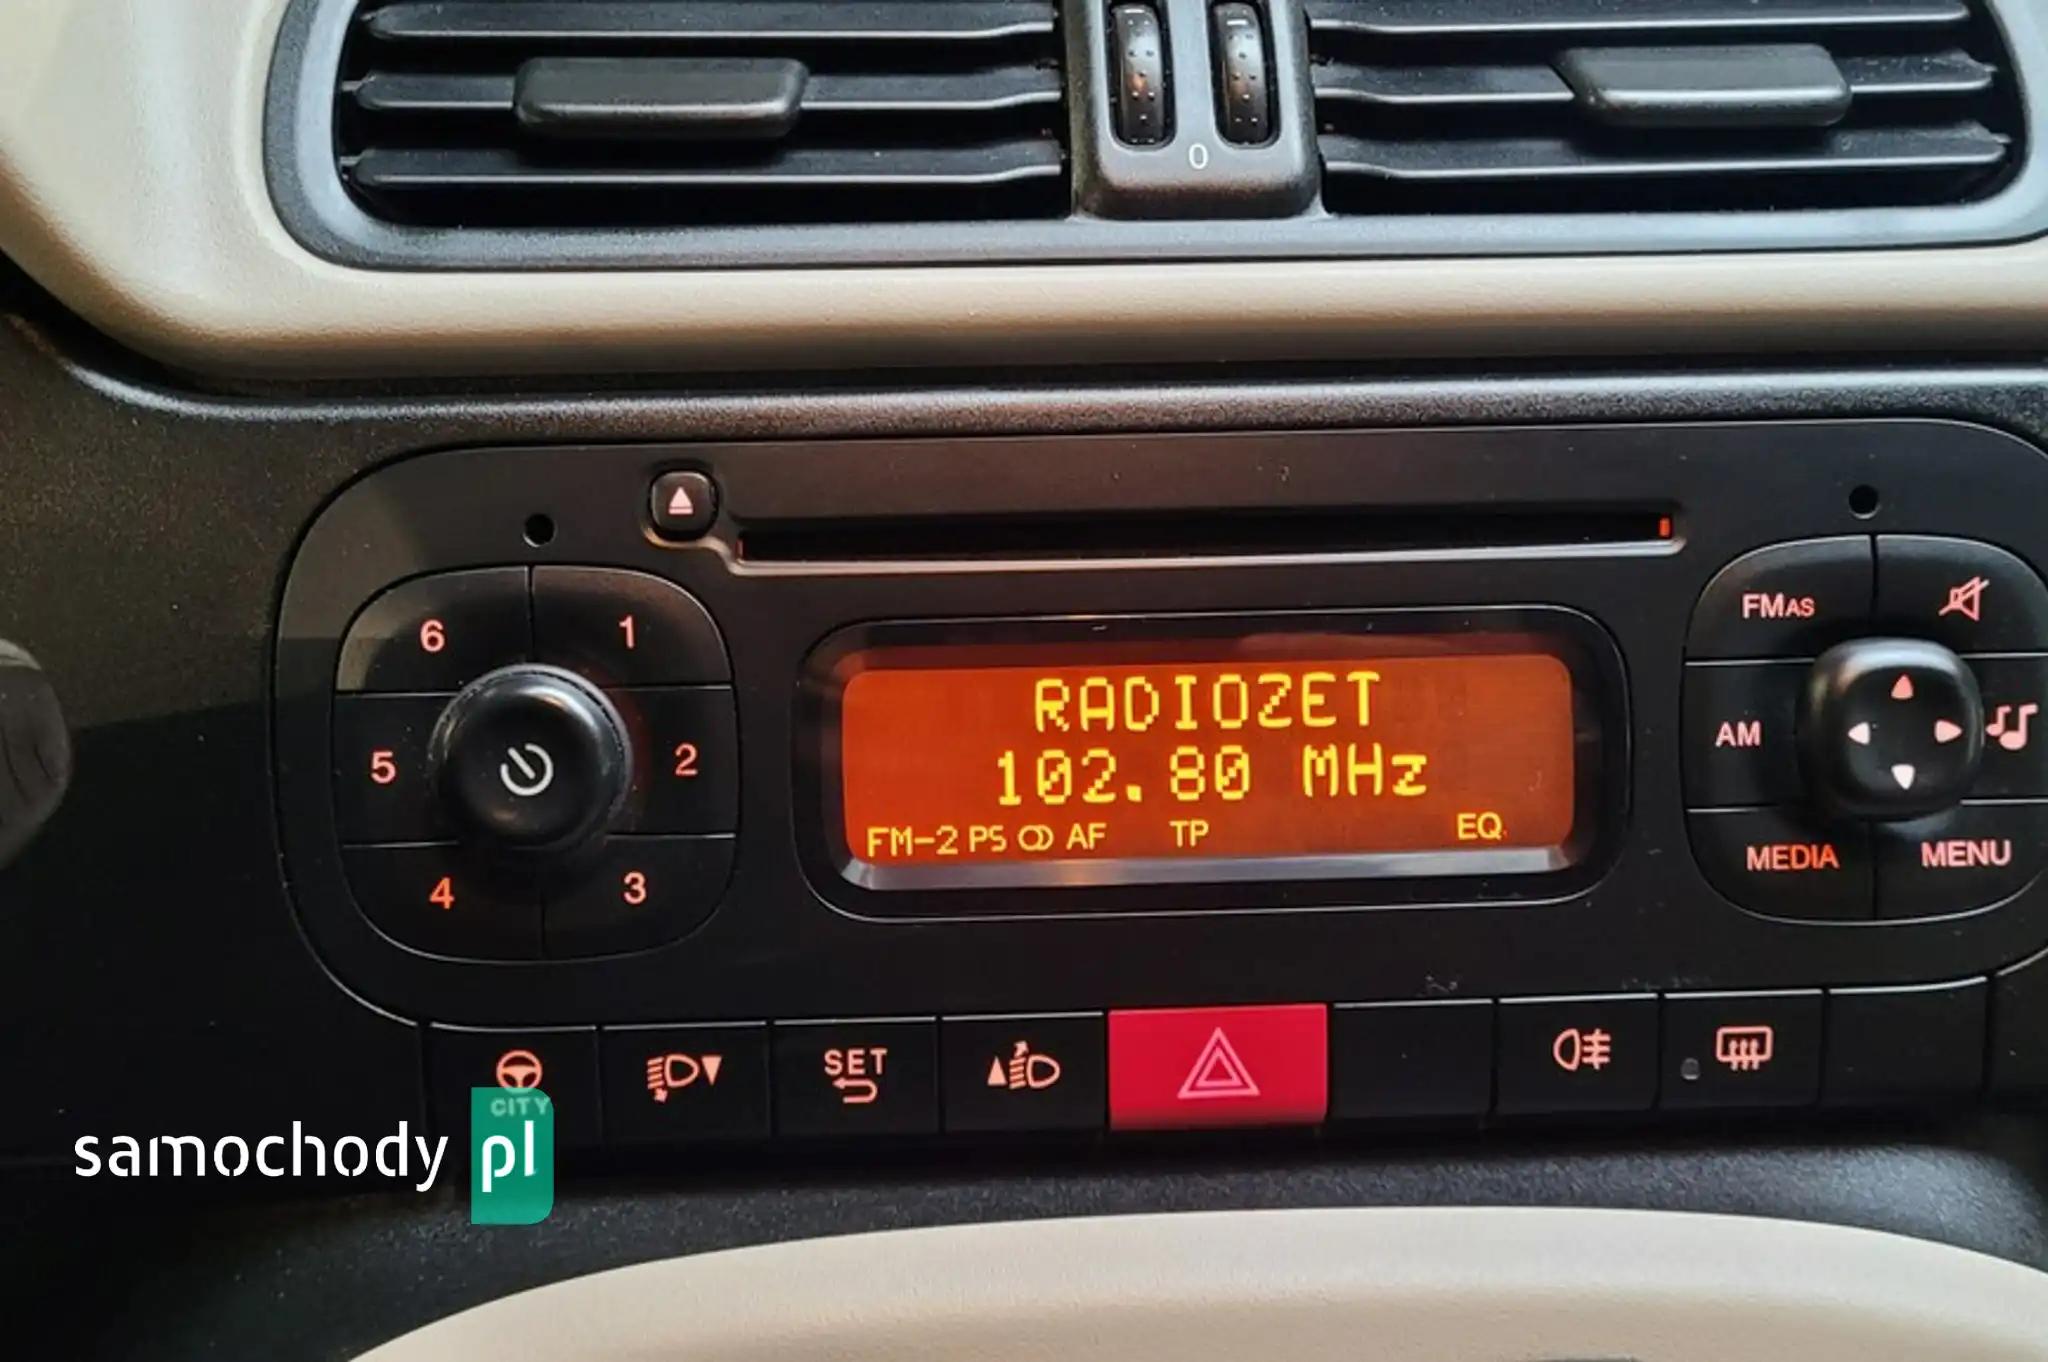 0
6
1
5
2
4
3
RADIOZET
102.80 MHz
FM-2 PS AF TP EQ
FMAS
AM
MEDIA
MENU
SET
CITY
samochody pl